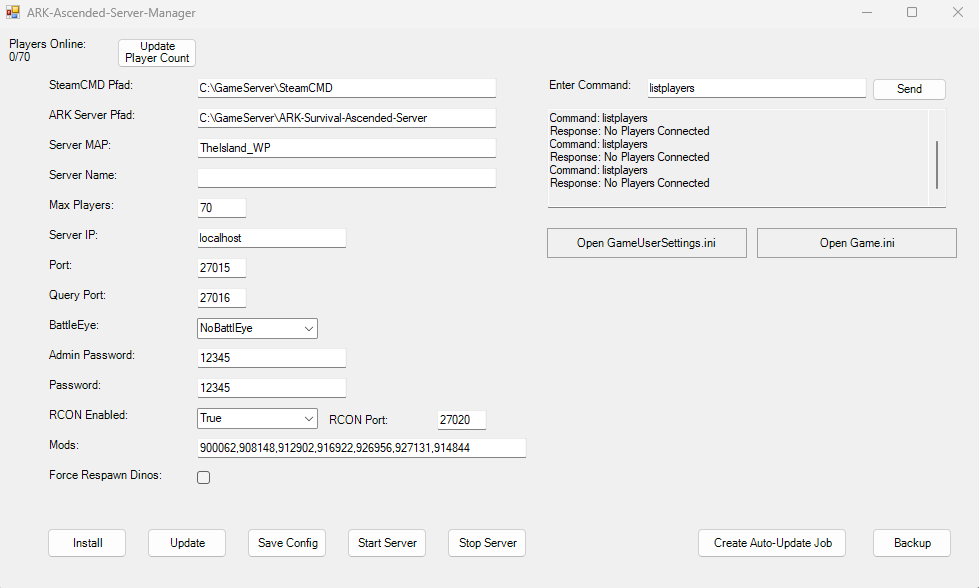 ARK-Ascended-Server-Manager
Players Online:
0/70
Update
Player Count
SteamCMD Pfad:
C:\GameServer\SteamCMD
ARK Server Pfad:
C:\GameServer\ARK-Survival-Ascended-Server
Server MAP:
TheIsland_WP
Server Name:
Max Players:
70
Server IP:
localhost
Port:
27015
Query Port:
27016
BattleEye:
NoBattlEye
Admin Password:
12345
Password:
12345
RCON Enabled:
True
RCON Port:
27020
Mods:
900062,908148,912902,916922,926956,927131,914844
Force Respawn Dinos:
Enter Command:
listplayers
Send
Command: listplayers
Response: No Players Connected
Command: listplayers
Response: No Players Connected
Command: listplayers
Response: No Players Connected
Open GameUserSettings.ini
Open Game.ini
Install
Update
Save Config
Start Server
Stop Server
Create Auto-Update Job
Backup